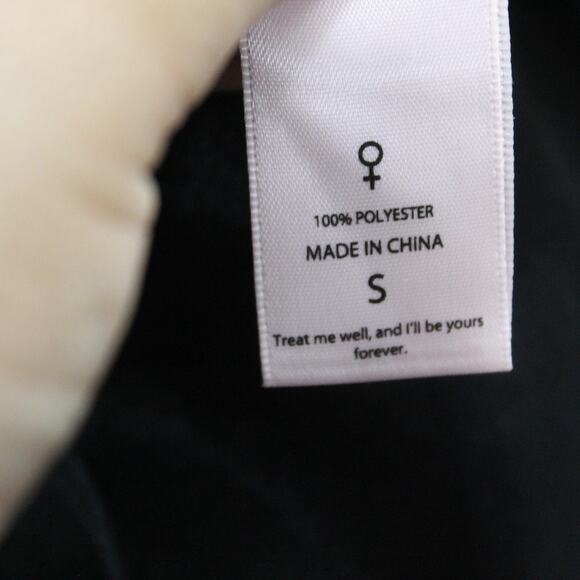 100% POLYESTER
MADE IN CHINA
S
Treat me well, and I'll be yours
forever.